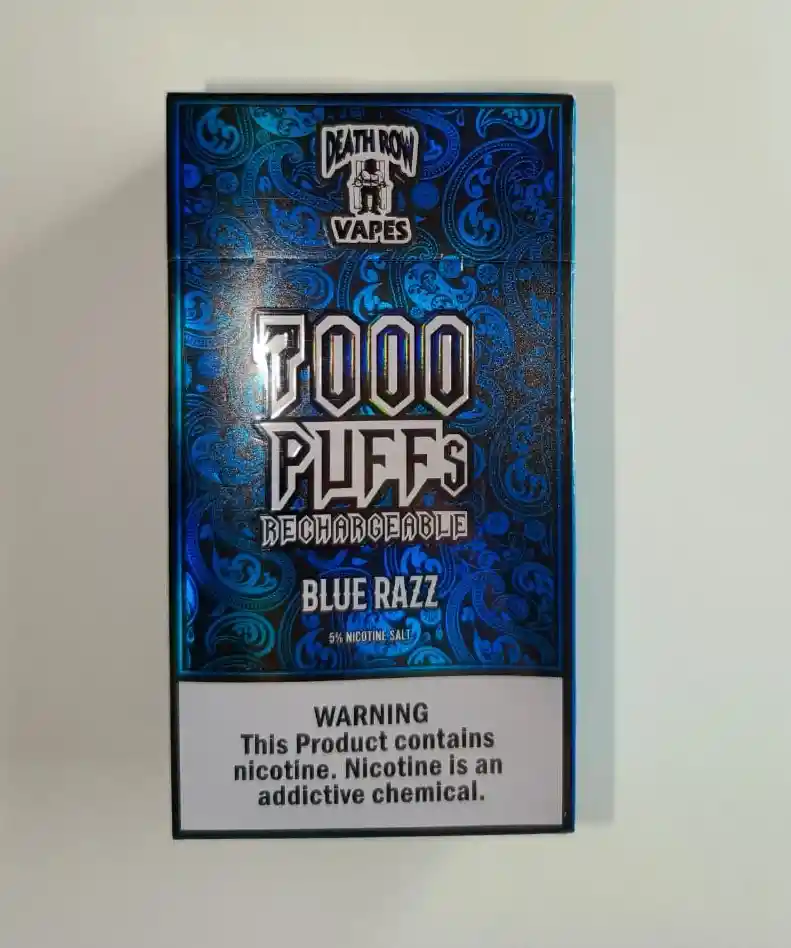 DEATH ROW
VAPES
7000
PUFFs
RECHARGEABLE
BLUE RAZZ
5% NICOTINE SALT
WARNING
This Product contains
nicotine. Nicotine is an
addictive chemical.